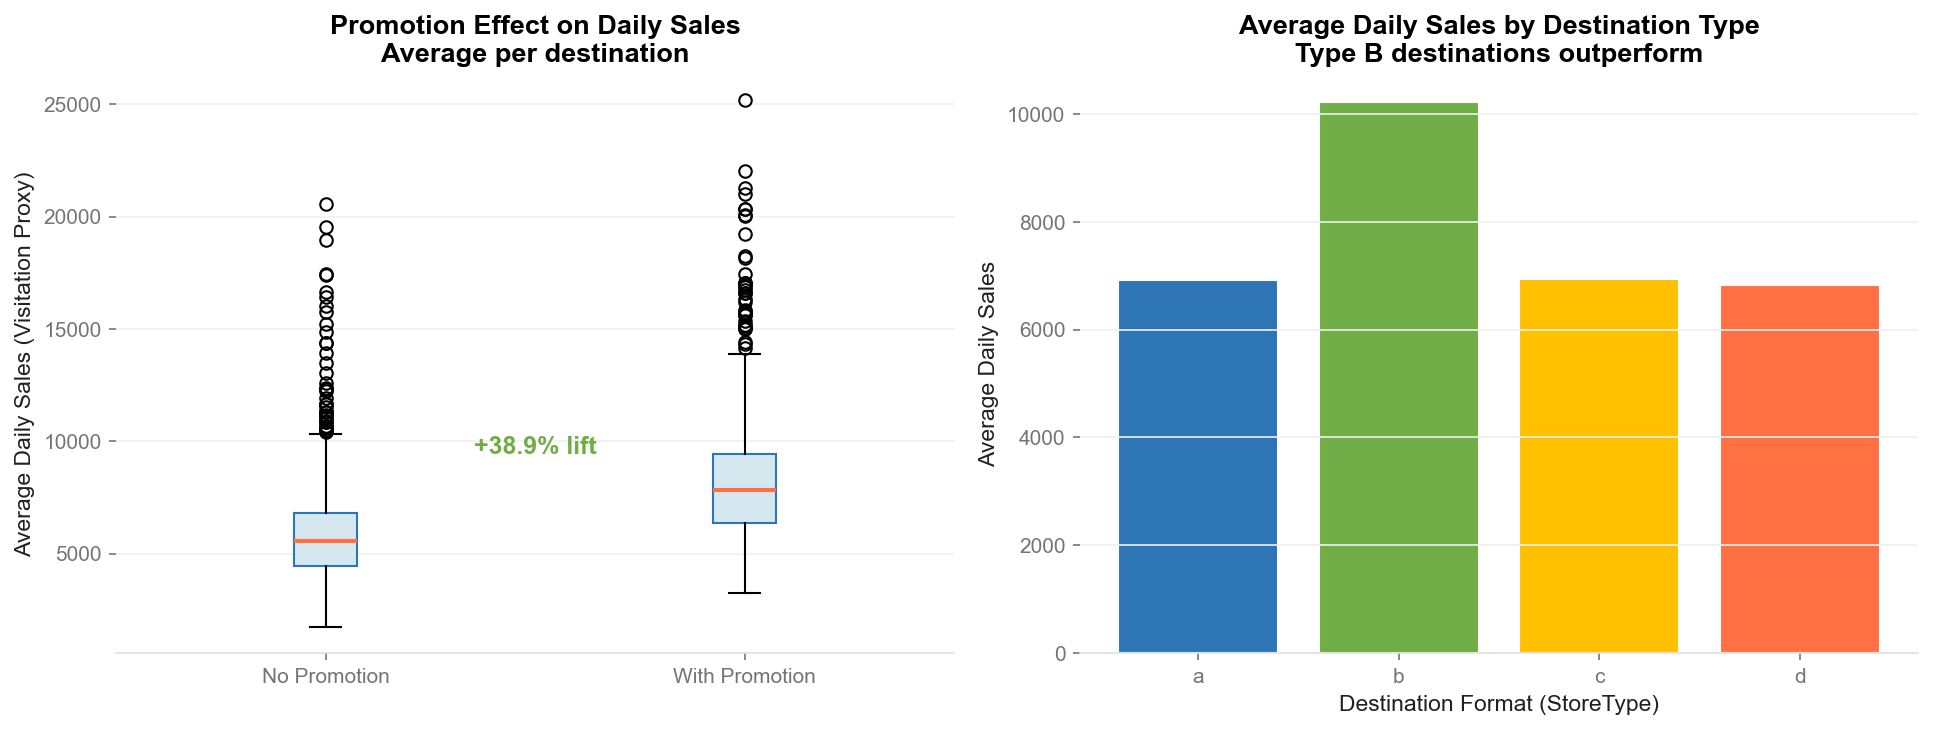 Promotion Effect on Daily Sales
Average per destination
Average Daily Sales (Visitation Proxy)
25000
20000
15000
10000
5000
+38.9% lift
No Promotion
With Promotion
Average Daily Sales by Destination Type
Type B destinations outperform
Average Daily Sales
10000
8000
6000
4000
2000
0
a
b
c
d
Destination Format (StoreType)